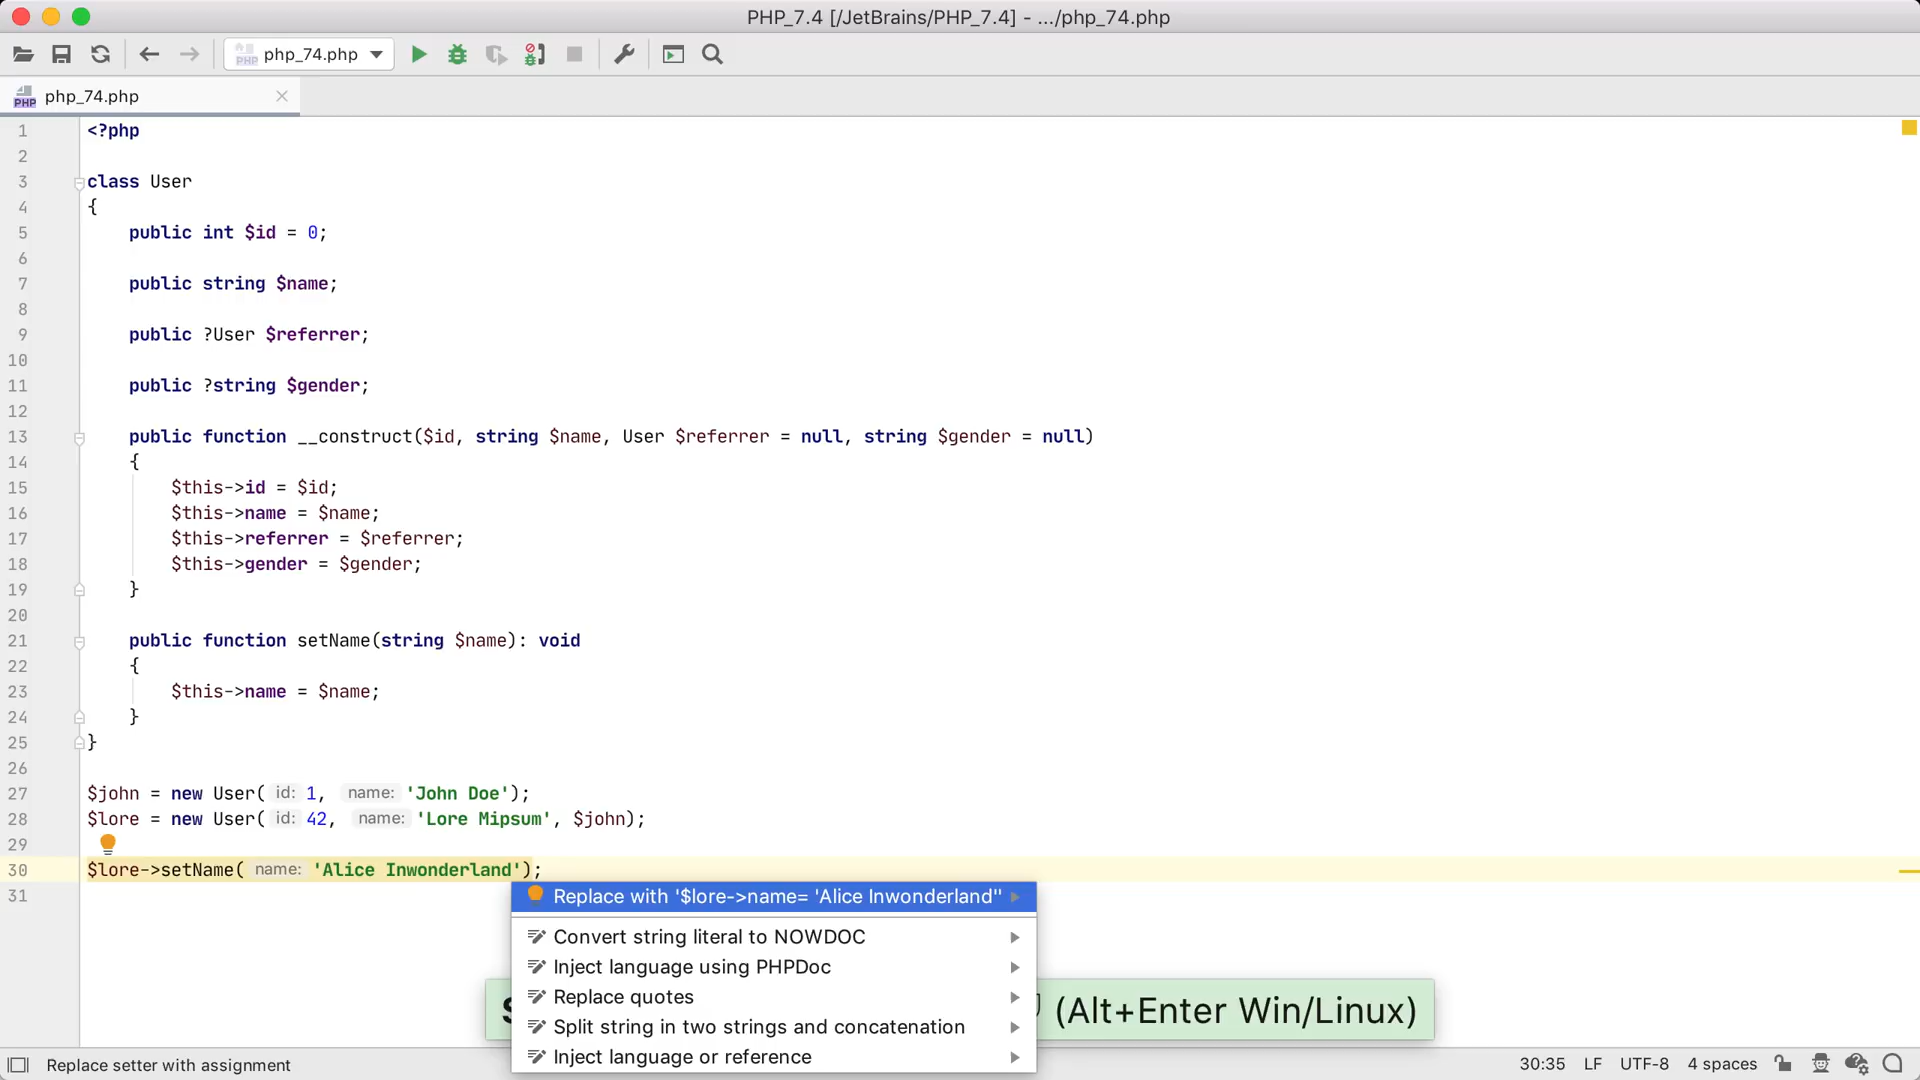 PHP_7.4 [/JetBrains/PHP_7.4] - .../php_74.php
PHP php_74.php
PHP php_74.php
1 <?php
2
3 class User
4 {
5 public int $id = 0;
6
7 public string $name;
8
9 public ?User $referrer;
10
11 public ?string $gender;
12
13 public function __construct($id, string $name, User $referrer = null, string $gender = null)
14 {
15 $this->id = $id;
16 $this->name = $name;
17 $this->referrer = $referrer;
18 $this->gender = $gender;
19 }
20
21 public function setName(string $name): void
22 {
23 $this->name = $name;
24 }
25 }
26
27 $john = new User( id: 1, name: 'John Doe');
28 $lore = new User( id: 42, name: 'Lore Mipsum', $john);
29
30 $lore->setName( name: 'Alice Inwonderland');
31
Replace with '$lore->name= 'Alice Inwonderland''
Convert string literal to NOWDOC
Inject language using PHPDoc
Replace quotes
Split string in two strings and concatenation
Inject language or reference
(Alt+Enter Win/Linux)
Replace setter with assignment 30:35 LF UTF-8 4 spaces